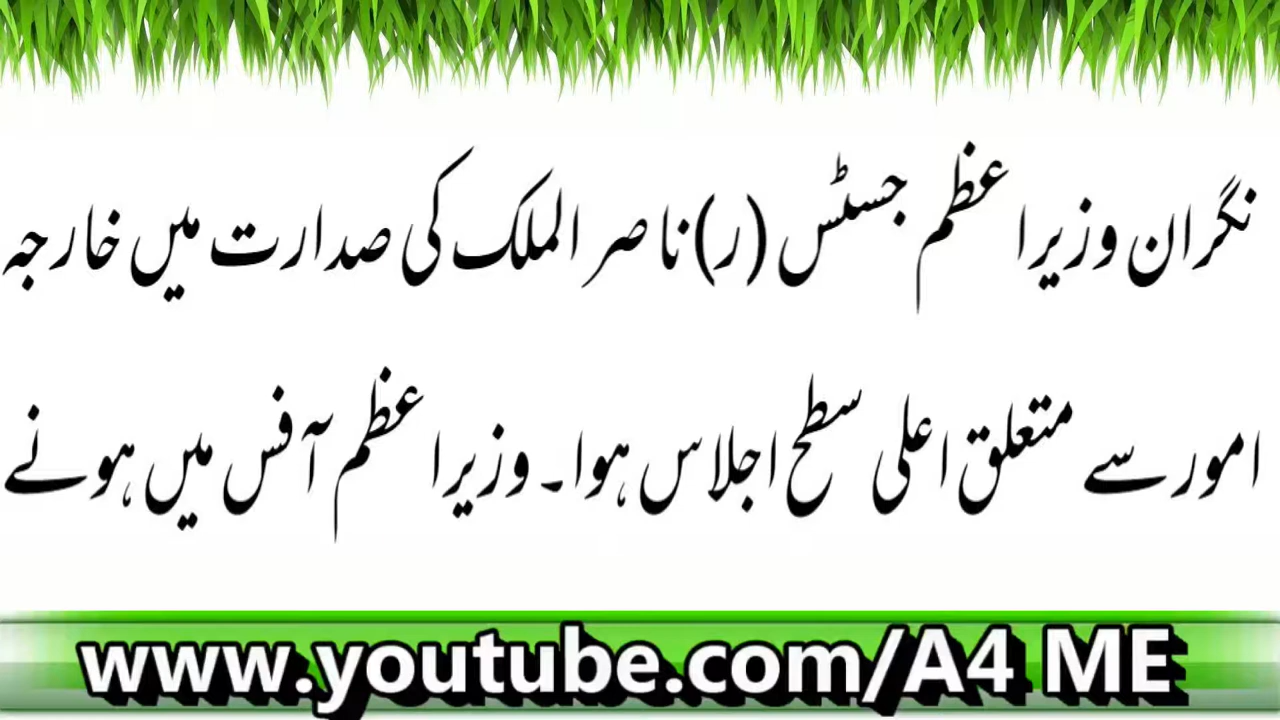 نگران وزیراعظم جسٹس (ر) ناصر الملک کی صدارت میں خارجہ
امور سے متعلق اعلی سطح اجلاس ہوا۔ وزیراعظم آفس میں ہونے
www.youtube.com/A4 ME